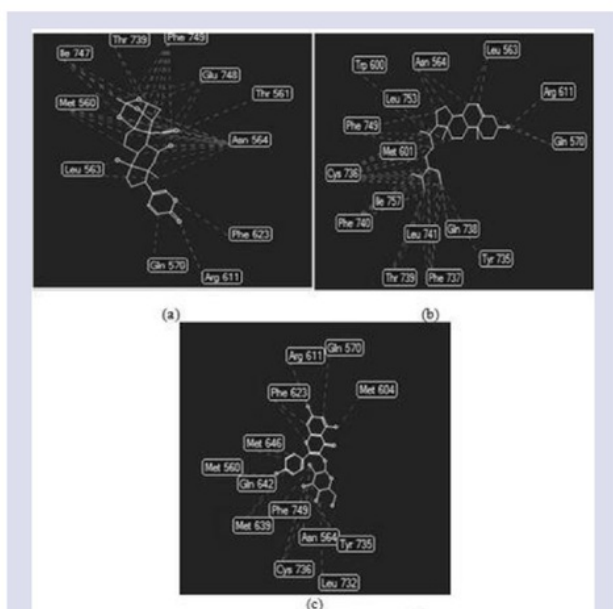 Thr 739
Phe 749
Ile 747
Glu 748
Thr 561
Met 560
Asn 564
Leu 563
Phe 623
Gln 570
Arg 611
(a)
Leu 563
Asn 564
Trp 600
Arg 611
Leu 753
Phe 749
Gln 570
Met 601
Cys 736
Ile 757
Phe 740
Gln 738
Leu 741
Tyr 735
Thr 739
Phe 737
(b)
Gln 570
Arg 611
Phe 623
Met 604
Met 646
Met 560
Gln 642
Phe 749
Met 639
Asn 564
Tyr 735
Cys 736
Leu 732
(c)